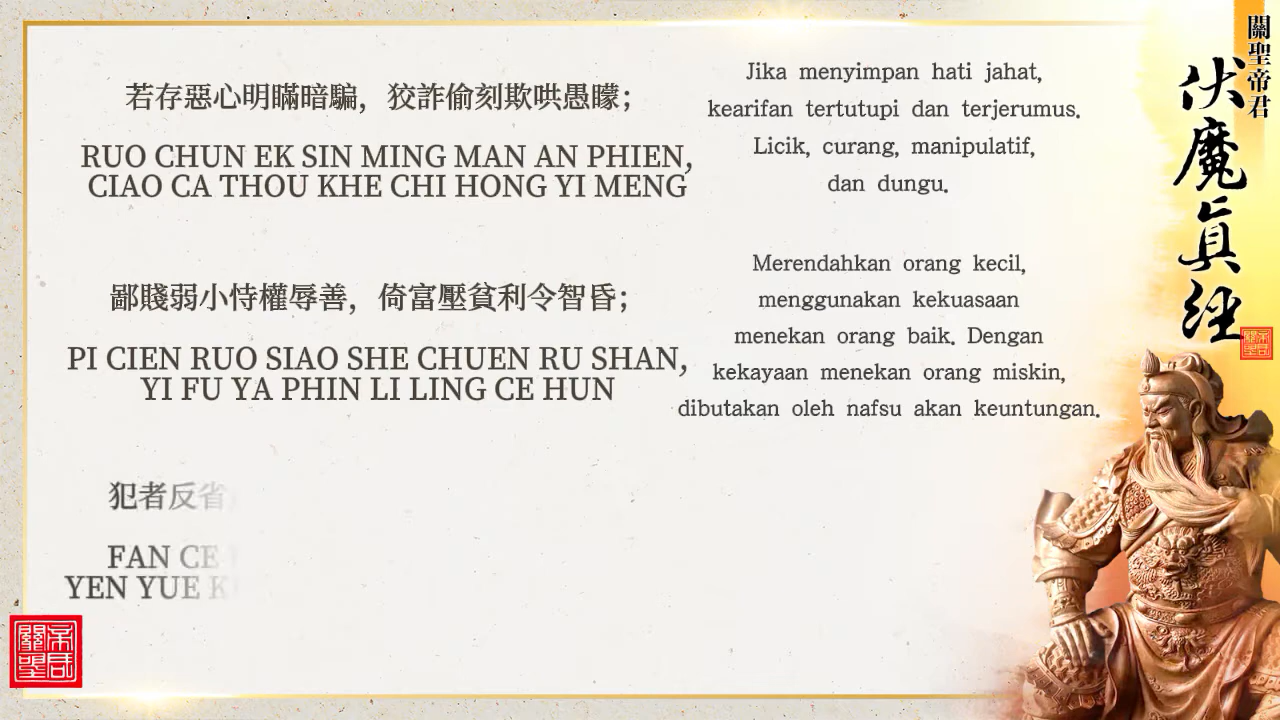 若存惡心明瞞暗騙，狡詐偷刻欺哄愚矇；
RUO CHUN EK SIN MING MAN AN PHIEN,
CIAO CA THOU KHE CHI HONG YI MENG
Jika menyimpan hati jahat,
kearifan tertutupi dan terjerumus.
Licik, curang, manipulatif,
dan dungu.
鄙賤弱小恃權辱善，倚富壓貧利令智昏；
PI CIEN RUO SIAO SHE CHUEN RU SHAN,
YI FU YA PHIN LI LING CE HUN
Merendahkan orang kecil,
menggunakan kekuasaan
menekan orang baik. Dengan
kekayaan menekan orang miskin,
dibutakan oleh nafsu akan keuntungan.
犯者反省
FAN CE
YEN YUE
關聖帝君
伏魔真經